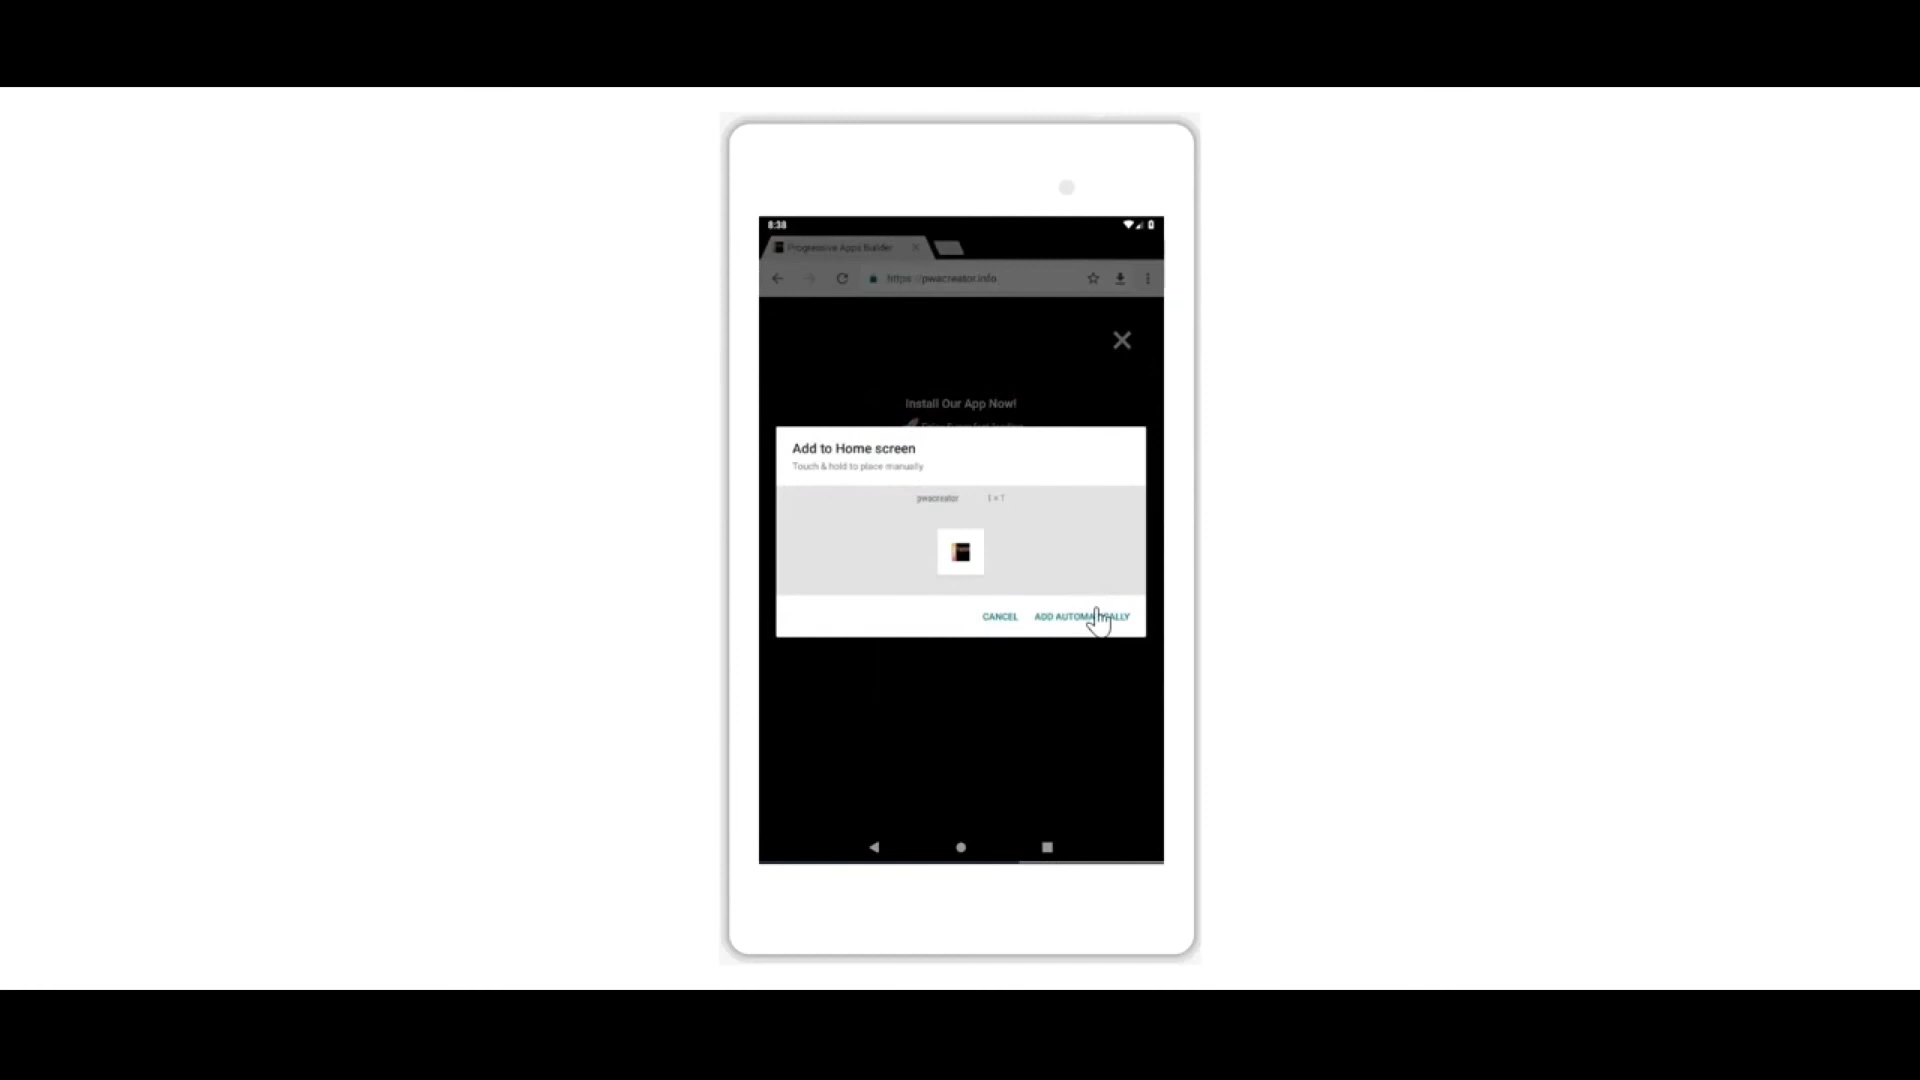 8:38
Progressive Apps Builder
https://pwacreator.info
Install Our App Now!
Add to Home screen
Touch & hold to place manually
pwacreator 1 × 1
CANCEL ADD AUTOMATICALLY